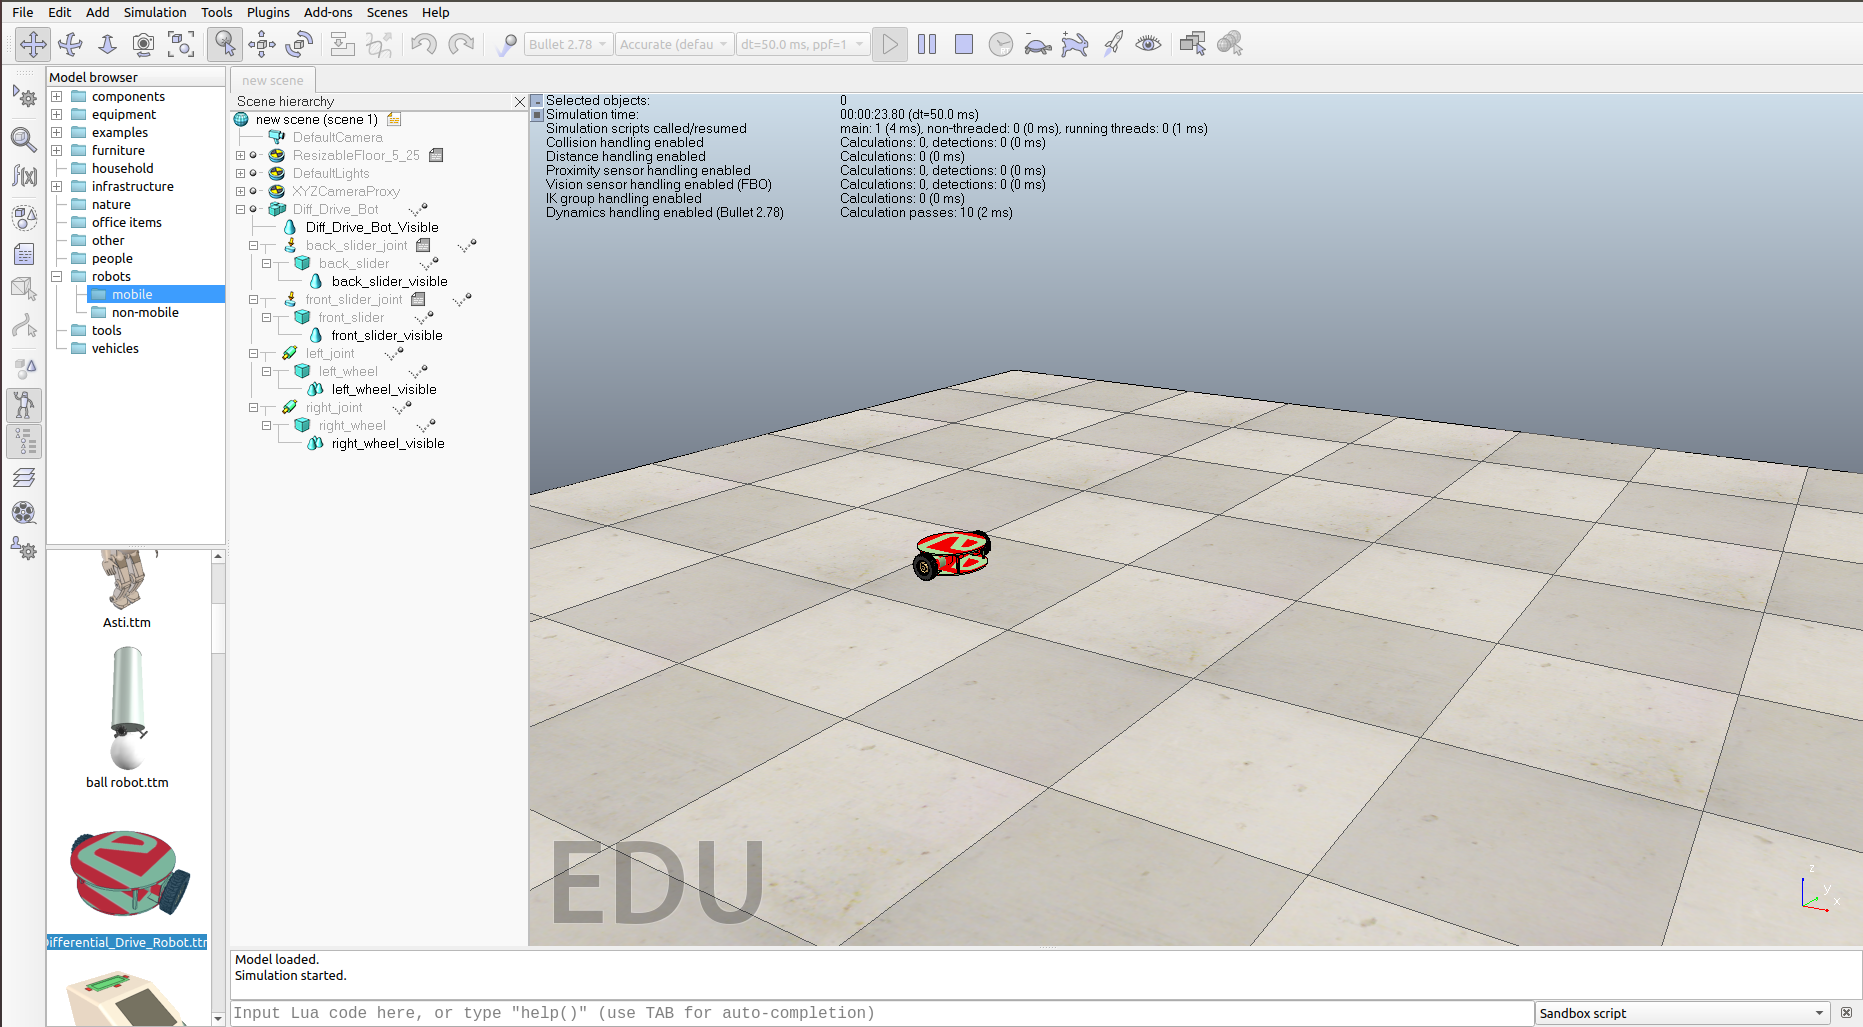 File Edit Add Simulation Tools Plugins Add-ons Scenes Help
Bullet 2.78 Accurate (defau dt=50.0 ms, ppf=1
Model browser
components
equipment
examples
furniture
household
infrastructure
nature
office items
other
people
robots
mobile
non-mobile
tools
vehicles
Asti.ttm
ball robot.ttm
ifferential_Drive_Robot.ttm
new scene
Scene hierarchy
new scene (scene 1)
DefaultCamera
ResizableFloor_5_25
DefaultLights
XYZCameraProxy
Diff_Drive_Bot
Diff_Drive_Bot_Visible
back_slider_joint
back_slider
back_slider_visible
front_slider_joint
front_slider
front_slider_visible
left_joint
left_wheel
left_wheel_visible
right_joint
right_wheel
right_wheel_visible
Selected objects: 0
Simulation time: 00:00:23.80 (dt=50.0 ms)
Simulation scripts called/resumed main: 1 (4 ms), non-threaded: 0 (0 ms), running threads: 0 (1 ms)
Collision handling enabled Calculations: 0, detections: 0 (0 ms)
Distance handling enabled Calculations: 0 (0 ms)
Proximity sensor handling enabled Calculations: 0, detections: 0 (0 ms)
Vision sensor handling enabled (FBO) Calculations: 0, detections: 0 (0 ms)
IK group handling enabled Calculations: 0 (0 ms)
Dynamics handling enabled (Bullet 2.78) Calculation passes: 10 (2 ms)
EDU
z
y
x
Model loaded.
Simulation started.
Input Lua code here, or type "help()" (use TAB for auto-completion)
Sandbox script